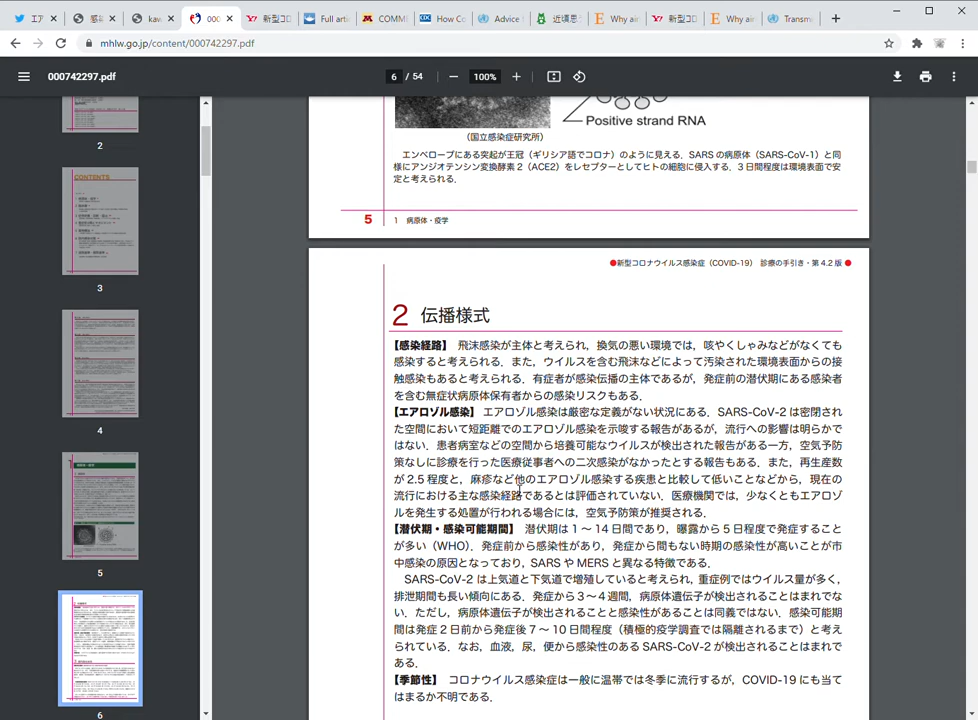 エア
感染
kaw
000
新型コロ
Full artic
COMM
How Co
Advice f
近頃思う
Why air
新型コロ
Why air
Transmi
mhlw.go.jp/content/000742297.pdf
000742297.pdf
6 / 54
100%
2
CONTENTS
3
4
5
6
Positive strand RNA
（国立感染症研究所）
エンベロープにある突起が王冠（ギリシア語でコロナ）のように見える．SARS の病原体（SARS-CoV-1）と同
様にアンジオテンシン変換酵素 2（ACE2）をレセプターとしてヒトの細胞に侵入する．3 日間程度は環境表面で安
定と考えられる．
5 1 病原体・疫学
●新型コロナウイルス感染症（COVID-19） 診療の手引き・第 4.2 版 ●
2 伝播様式
【感染経路】 飛沫感染が主体と考えられ，換気の悪い環境では，咳やくしゃみなどがなくても
感染すると考えられる．また，ウイルスを含む飛沫などによって汚染された環境表面からの接
触感染もあると考えられる．有症者が感染伝播の主体であるが，発症前の潜伏期にある感染者
を含む無症状病原体保有者からの感染リスクもある．
【エアロゾル感染】 エアロゾル感染は厳密な定義がない状況にある．SARS-CoV-2 は密閉され
た空間において短距離でのエアロゾル感染を示唆する報告があるが，流行への影響は明らかで
はない．患者病室などの空間から培養可能なウイルスが検出された報告がある一方，空気予防
策なしに診療を行った医療従事者への二次感染がなかったとする報告もある．また，再生産数
が 2.5 程度と，麻疹など他のエアロゾル感染する疾患と比較して低いことなどから，現在の
流行における主な感染経路であるとは評価されていない．医療機関では，少なくともエアロゾ
ルを発生する処置が行われる場合には，空気予防策が推奨される．
【潜伏期・感染可能期間】 潜伏期は 1 〜 14 日間であり，曝露から 5 日程度で発症すること
が多い（WHO）．発症前から感染性があり，発症から間もない時期の感染性が高いことが市
中感染の原因となっており，SARS や MERS と異なる特徴である．
SARS-CoV-2 は上気道と下気道で増殖していると考えられ，重症例ではウイルス量が多く，
排泄期間も長い傾向にある．発症から 3 〜 4 週間，病原体遺伝子が検出されることはまれでな
い．ただし，病原体遺伝子が検出されることと感染性があることは同義ではない．感染可能期
間は発症 2 日前から発症後 7 〜 10 日間程度（積極的疫学調査では隔離されるまで）と考え
られている．なお，血液，尿，便から感染性のある SARS-CoV-2 が検出されることはまれで
ある．
【季節性】 コロナウイルス感染症は一般に温帯では冬季に流行するが，COVID-19 にも当て
はまるか不明である．